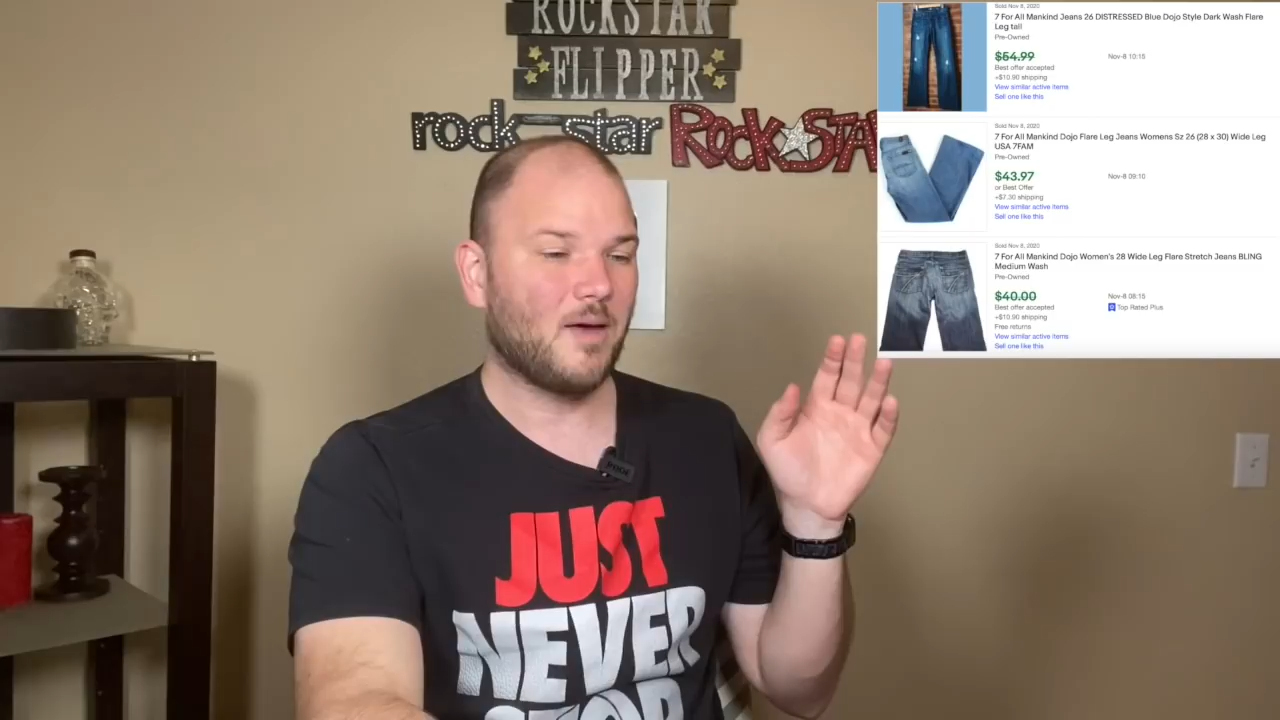 ROCKSTAR
FLIPPER
rock-star
ROCKSTA
JUST
NEVER
STOP
Sold Nov 8, 2020
7 For All Mankind Jeans 26 DISTRESSED Blue Dojo Style Dark Wash Flare
Leg tall
Pre-Owned
$54.99
Nov-8 10:15
Best offer accepted
+$10.90 shipping
View similar active items
Sell one like this
Sold Nov 8, 2020
7 For All Mankind Dojo Flare Leg Jeans Womens Sz 26 (28 x 30) Wide Leg
USA 7FAM
Pre-Owned
$43.97
Nov-8 09:10
or Best Offer
+$7.30 shipping
View similar active items
Sell one like this
Sold Nov 8, 2020
7 For All Mankind Dojo Women's 28 Wide Leg Flare Stretch Jeans BLING
Medium Wash
Pre-Owned
$40.00
Nov-8 08:15
Best offer accepted
Top Rated Plus
+$10.90 shipping
Free returns
View similar active items
Sell one like this